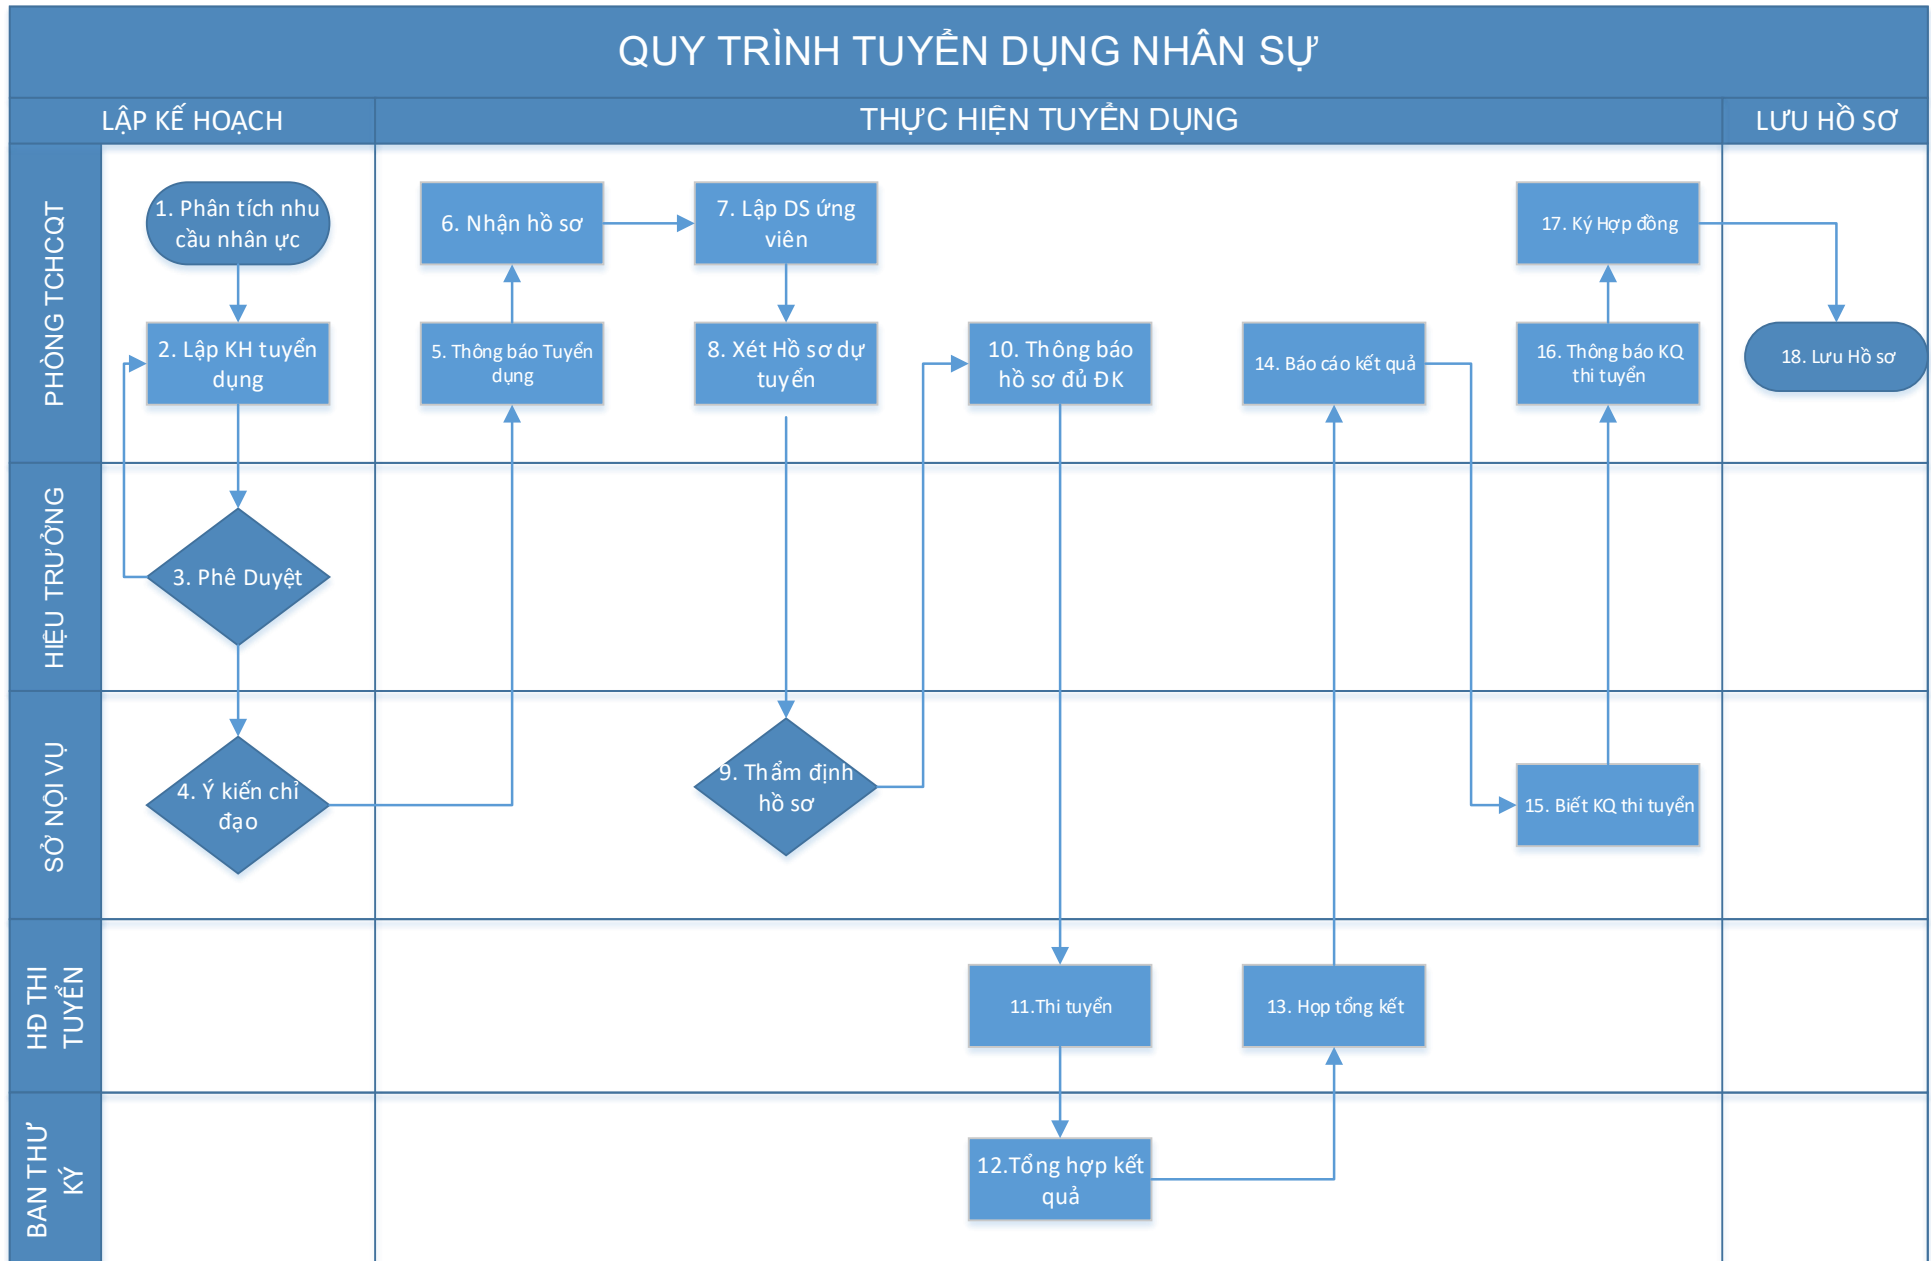 QUY TRÌNH TUYỂN DỤNG NHÂN SỰ
LẬP KẾ HOẠCH
THỰC HIỆN TUYỂN DỤNG
LƯU HỒ SƠ
PHÒNG TCHCQT
1. Phân tích nhu
cầu nhân ực
2. Lập KH tuyển
dụng
6. Nhận hồ sơ
5. Thông báo Tuyển
dụng
7. Lập DS ứng
viên
8. Xét Hồ sơ dự
tuyển
10. Thông báo
hồ sơ đủ ĐK
14. Báo cáo kết quả
17. Ký Hợp đồng
16. Thông báo KQ
thi tuyển
18. Lưu Hồ sơ
HIỆU TRƯỞNG
3. Phê Duyệt
SỞ NỘI VỤ
4. Ý kiến chỉ
đạo
9. Thẩm định
hồ sơ
15. Biết KQ thi tuyển
HĐ THI
TUYỂN
11.Thi tuyển
13. Họp tổng kết
BAN THƯ
KÝ
12.Tổng hợp kết
quả